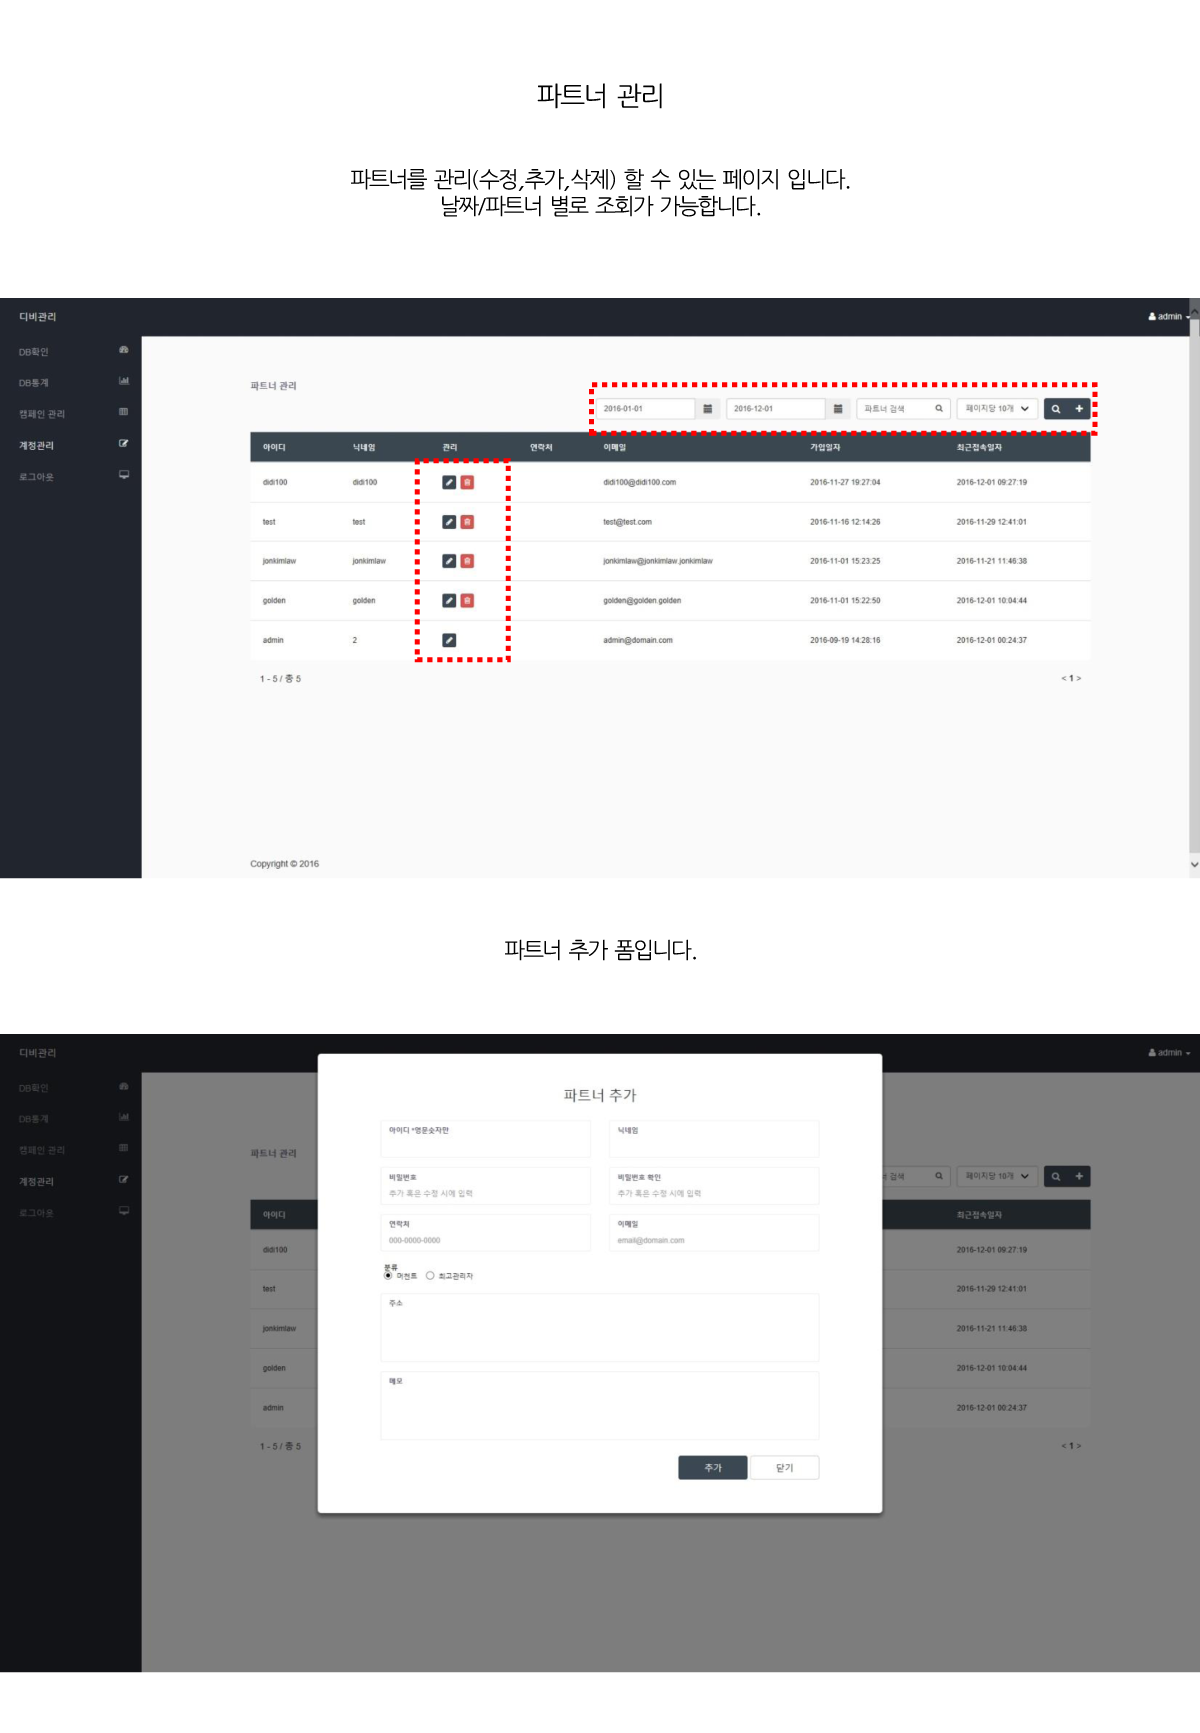 파트너 관리
파트너를 관리(수정,추가,삭제) 할 수 있는 페이지 입니다.
날짜/파트너 별로 조회가 가능합니다.
디비관리
admin
DB확인
DB통계
캠페인 관리
계정관리
로그아웃
파트너 관리
2016-01-01 2016-12-01 파트너 검색 페이지당 10개
아이디 닉네임 관리 연락처 이메일 가입일자 최근접속일자
didi100 didi100 didi100@didi100.com 2016-11-27 19:27:04 2016-12-01 09:27:19
test test test@test.com 2016-11-16 12:14:26 2016-11-29 12:41:01
jonkimlaw jonkimlaw jonkimlaw@jonkimlaw.jonkimlaw 2016-11-01 15:23:25 2016-11-21 11:46:38
golden golden golden@golden.golden 2016-11-01 15:22:50 2016-12-01 10:04:44
admin 2 admin@domain.com 2016-09-19 14:28:16 2016-12-01 00:24:37
1 - 5 / 총 5 < 1 >
Copyright © 2016
파트너 추가 폼입니다.
디비관리
admin
DB확인
DB통계
캠페인 관리
계정관리
로그아웃
파트너 관리
검색 페이지당 10개
아이디 최근접속일자
didi100 2016-12-01 09:27:19
test 2016-11-29 12:41:01
jonkimlaw 2016-11-21 11:46:38
golden 2016-12-01 10:04:44
admin 2016-12-01 00:24:37
1 - 5 / 총 5 < 1 >
파트너 추가
아이디 *영문숫자만 닉네임
비밀번호 비밀번호 확인
추가 혹은 수정 시에 입력 추가 혹은 수정 시에 입력
연락처 이메일
000-0000-0000 email@domain.com
분류
머천트 최고관리자
주소
메모
추가 닫기